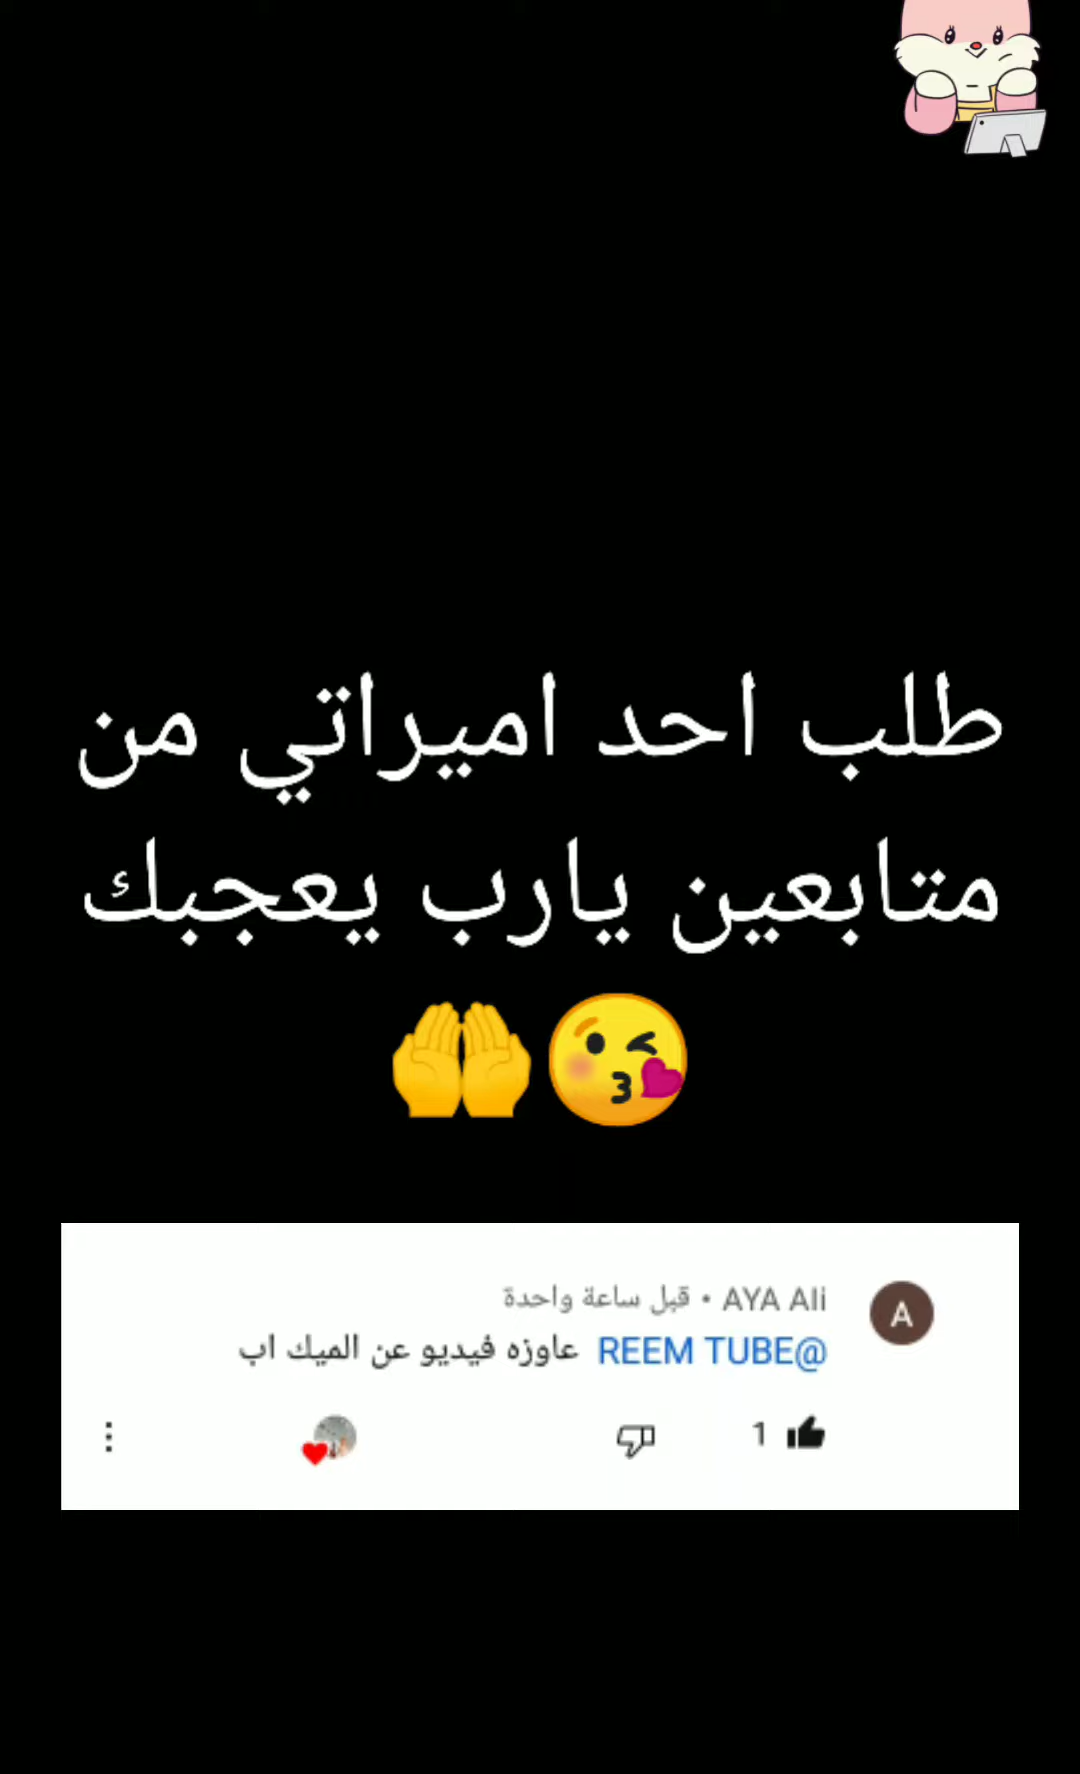 طلب احد اميراتي من
متابعين يارب يعجبك
😘🤲
AYA Ali • قبل ساعة واحدة
A
@REEM TUBE عاوزه فيديو عن الميك اب
1